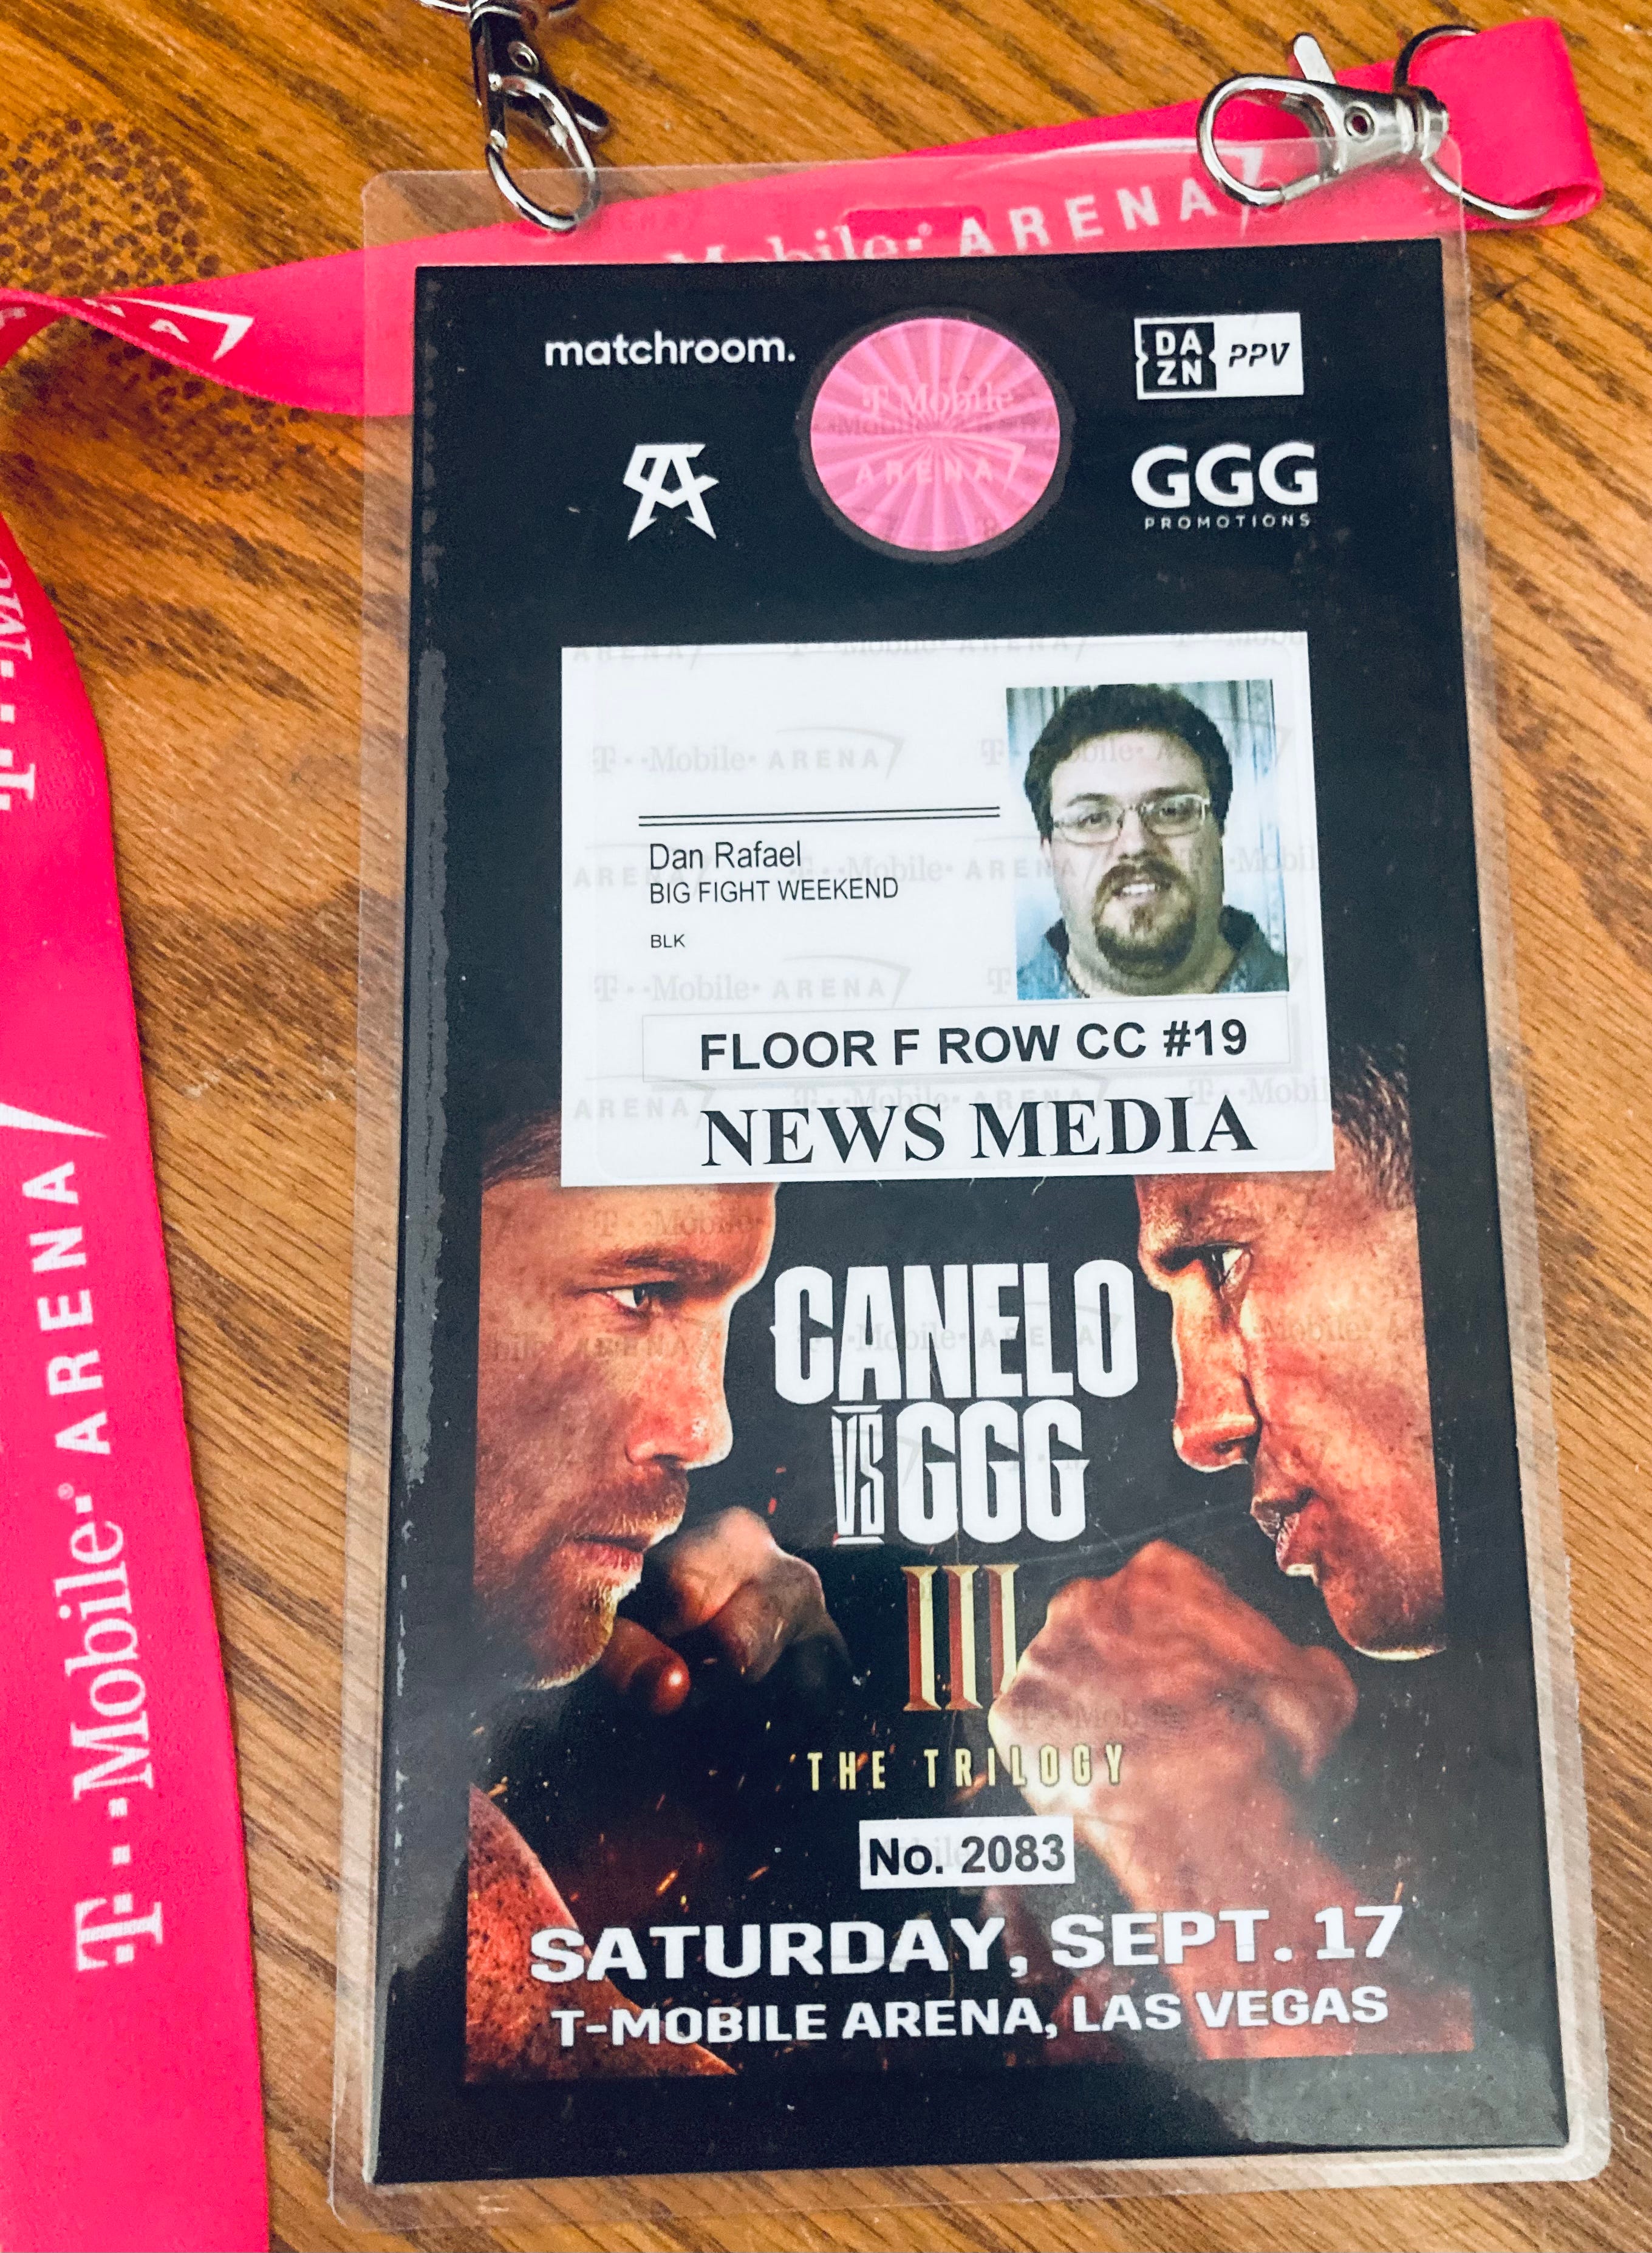 Mobile ARENA
matchroom.
DAZN PPV
T Mobile
ARENA
GGG
PROMOTIONS
T Mobile ARENA
Dan Rafael
BIG FIGHT WEEKEND
BLK
FLOOR F ROW CC #19
NEWS MEDIA
CANELO
VS GGG
III
THE TRILOGY
No. 2083
SATURDAY, SEPT. 17
T-MOBILE ARENA, LAS VEGAS
T Mobile® ARENA